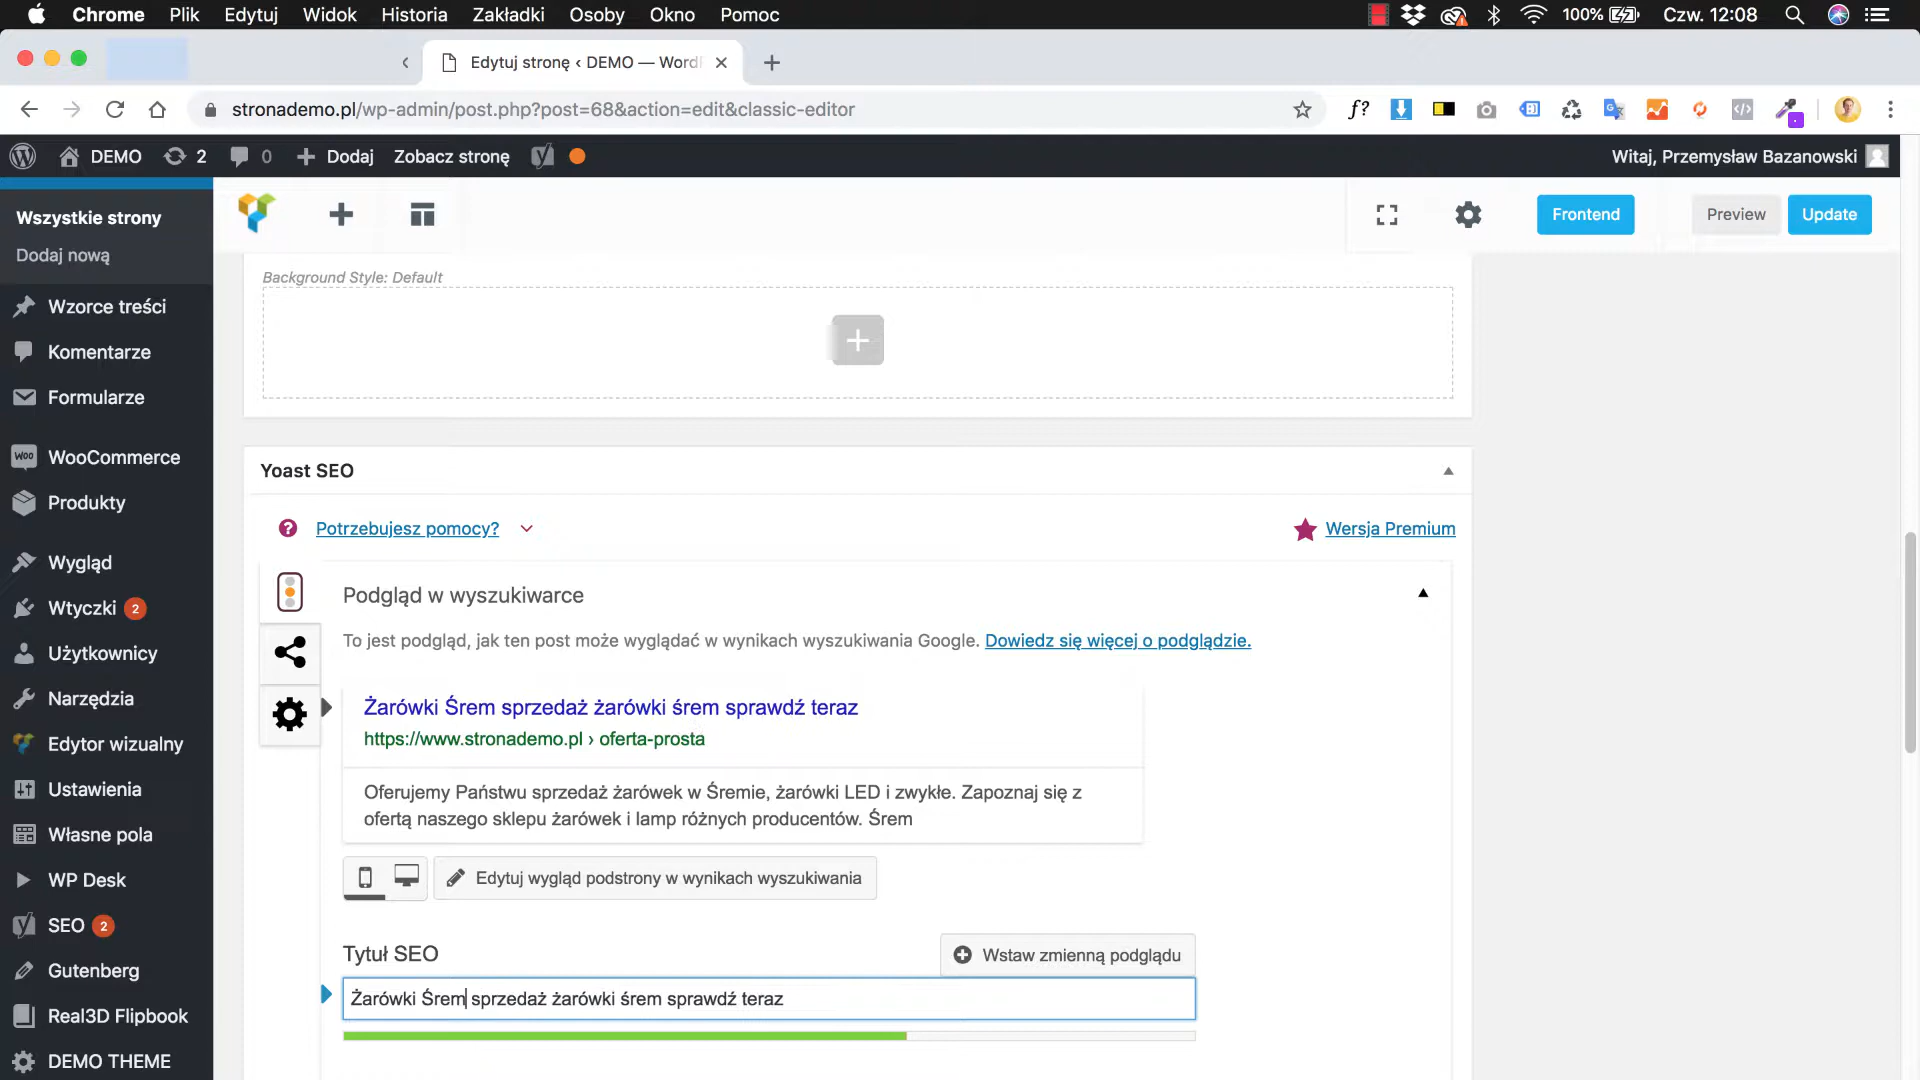 Chrome Plik Edytuj Widok Historia Zakładki Osoby Okno Pomoc 100% Czw. 12:08
Edytuj stronę ‹ DEMO — Word
stronademo.pl/wp-admin/post.php?post=68&action=edit&classic-editor
DEMO 2 0 Dodaj Zobacz stronę Witaj, Przemysław Bazanowski
Wszystkie strony
Dodaj nową
Wzorce treści
Komentarze
Formularze
WooCommerce
Produkty
Wygląd
Wtyczki 2
Użytkownicy
Narzędzia
Edytor wizualny
Ustawienia
Własne pola
WP Desk
SEO 2
Gutenberg
Real3D Flipbook
DEMO THEME
Frontend Preview Update
Background Style: Default
Yoast SEO
Potrzebujesz pomocy? Wersja Premium
Podgląd w wyszukiwarce
To jest podgląd, jak ten post może wyglądać w wynikach wyszukiwania Google. Dowiedz się więcej o podglądzie.
Żarówki Śrem sprzedaż żarówki śrem sprawdź teraz
https://www.stronademo.pl › oferta-prosta
Oferujemy Państwu sprzedaż żarówek w Śremie, żarówki LED i zwykłe. Zapoznaj się z
ofertą naszego sklepu żarówek i lamp różnych producentów. Śrem
Edytuj wygląd podstrony w wynikach wyszukiwania
Tytuł SEO Wstaw zmienną podglądu
Żarówki Śrem sprzedaż żarówki śrem sprawdź teraz